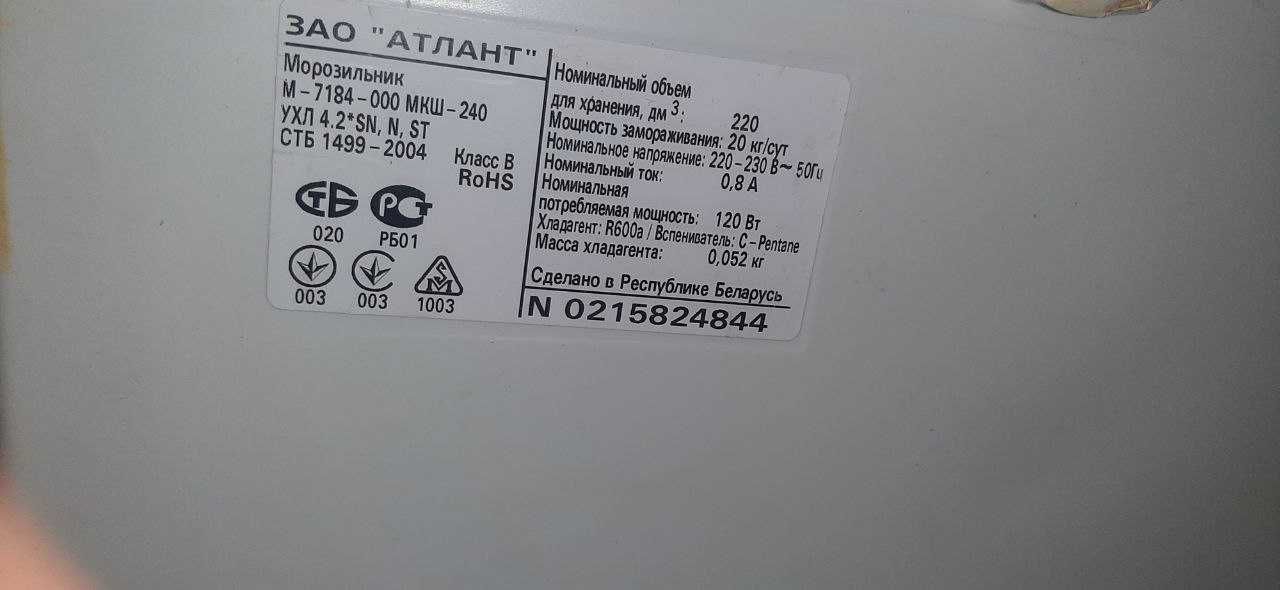 ЗАО "АТЛАНТ"
Морозильник
М-7184-000 МКШ-240
УХЛ 4.2*SN, N, ST
СТБ 1499-2004
Класс В
RoHS
СТБ
020
РСТ
РБ01
003
003
1003
Номинальный объем
для хранения, дм³: 220
Мощность замораживания: 20 кг/сут
Номинальное напряжение: 220-230 В~ 50Гц
Номинальный ток: 0,8 А
Номинальная
потребляемая мощность: 120 Вт
Хладагент: R600a / Вспениватель: C-Pentane
Масса хладагента: 0,052 кг
Сделано в Республике Беларусь
N 0215824844